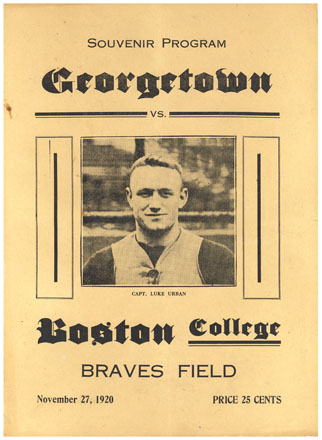 SOUVENIR PROGRAM
Georgetown
VS.
CAPT. LUKE URBAN
Boston College
BRAVES FIELD
November 27, 1920 PRICE 25 CENTS